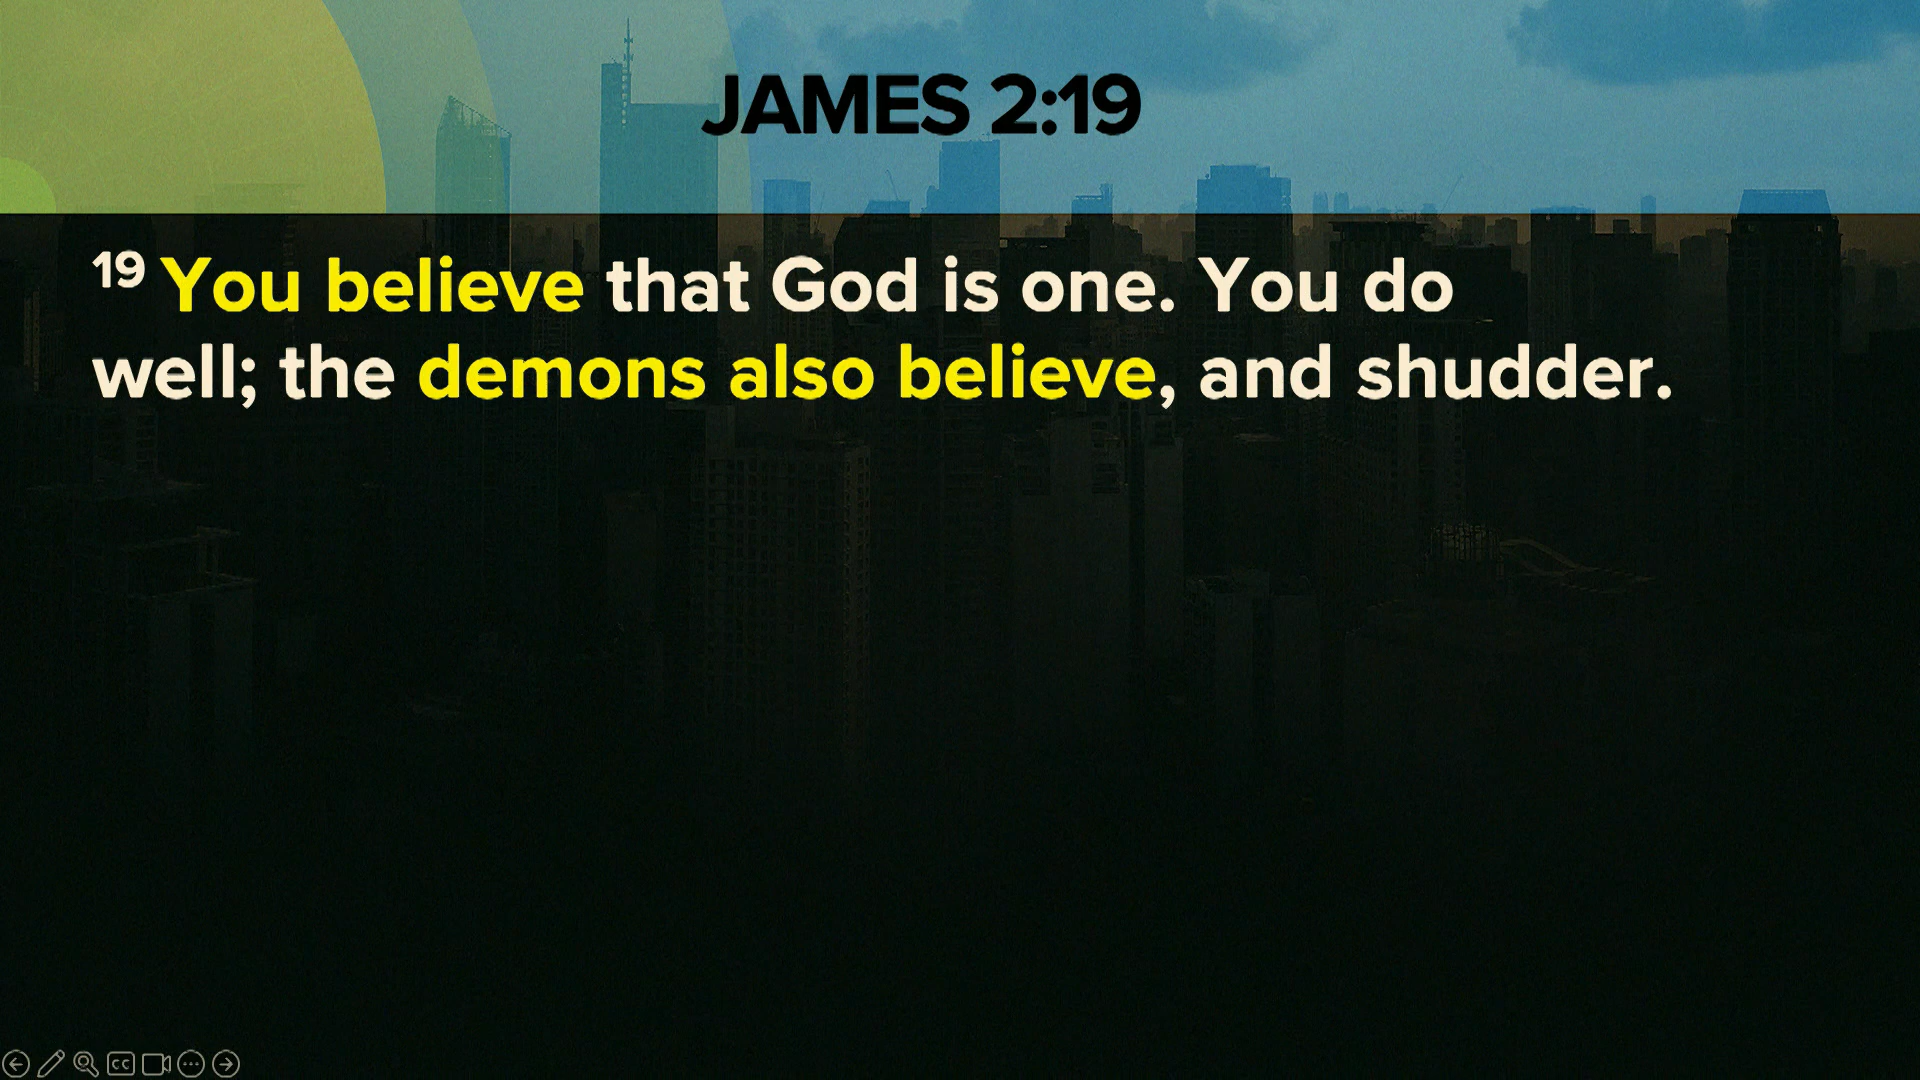 JAMES 2:19
19 You believe that God is one. You do
well; the demons also believe, and shudder.
CC